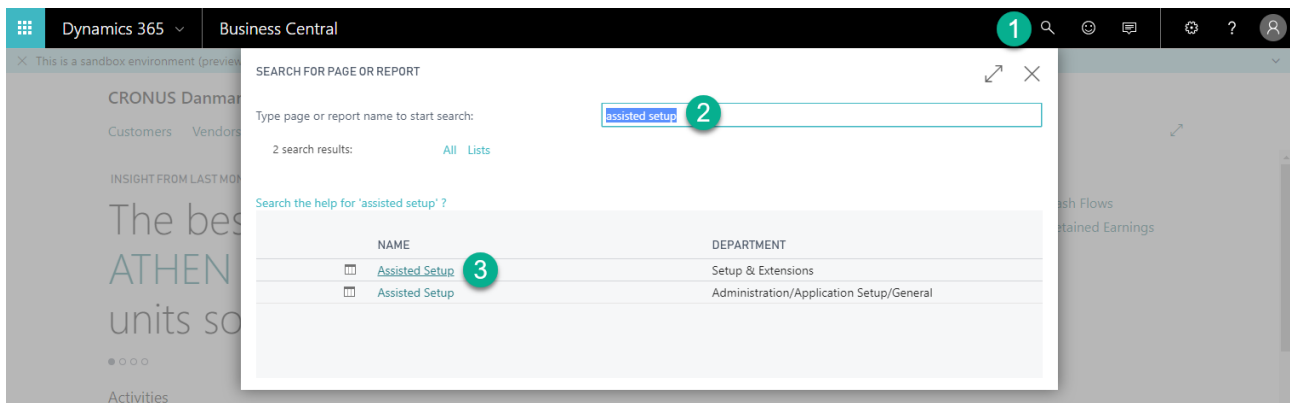 Dynamics 365 Business Central 1 ?
This is a sandbox environment (preview
SEARCH FOR PAGE OR REPORT
CRONUS Danmar
Type page or report name to start search: assisted setup 2
Customers Vendors
2 search results: All Lists
INSIGHT FROM LAST MON
Search the help for 'assisted setup' ?
The bes
ash Flows
etained Earnings
NAME DEPARTMENT
ATHEN
Assisted Setup 3 Setup & Extensions
Assisted Setup Administration/Application Setup/General
units so
Activities